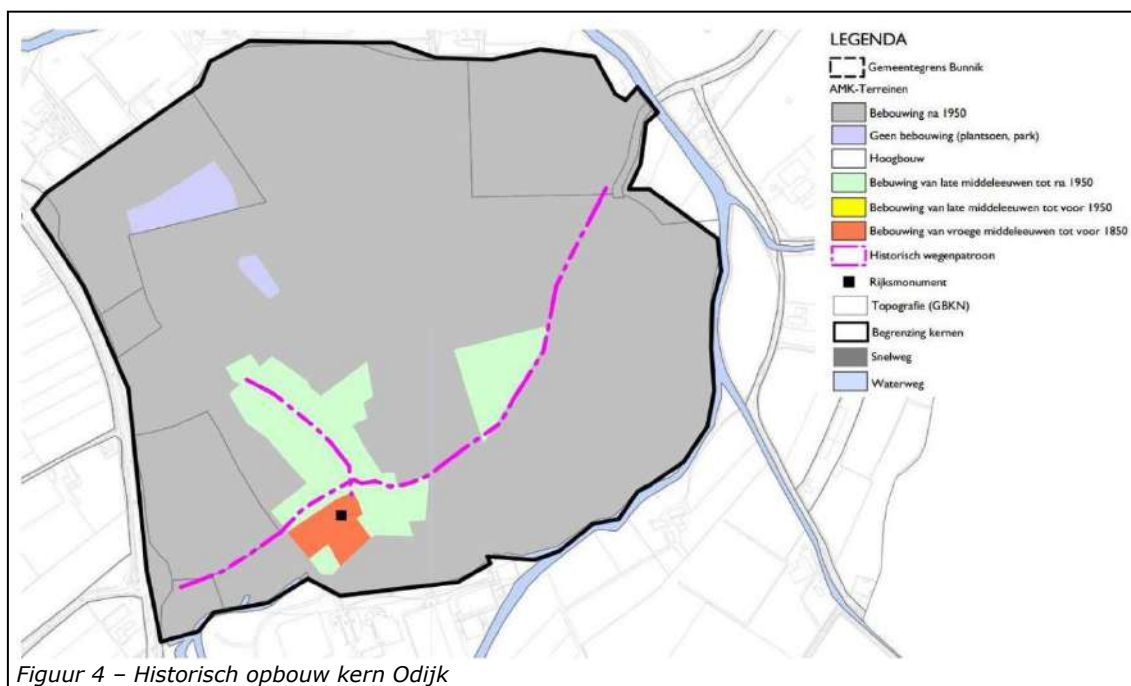 LEGENDA
Gemeentegrens Bunnik
AMK-Terreinen
Bebouwing na 1950
Geen bebouwing (plantsoen, park)
Hoogbouw
Bebuwing van late middeleeuwen tot na 1950
Bebouwing van late middeleeuwen tot voor 1950
Bebouwing van vroege middeleeuwen tot voor 1850
Historisch wegenpatroon
Rijksmonument
Topografie (GBKN)
Begrenzing kernen
Snelweg
Waterweg
Figuur 4 – Historisch opbouw kern Odijk